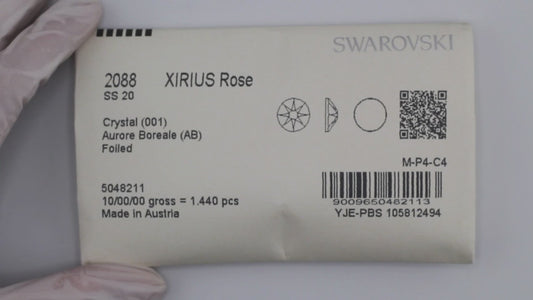 SWAROVSKI
2088 XIRIUS Rose
SS 20
Crystal (001)
Aurore Boreale (AB)
Foiled
M-P4-C4
5048211
10/00/00 gross = 1.440 pcs
Made in Austria
9009650482113
YJE-PBS 105812494